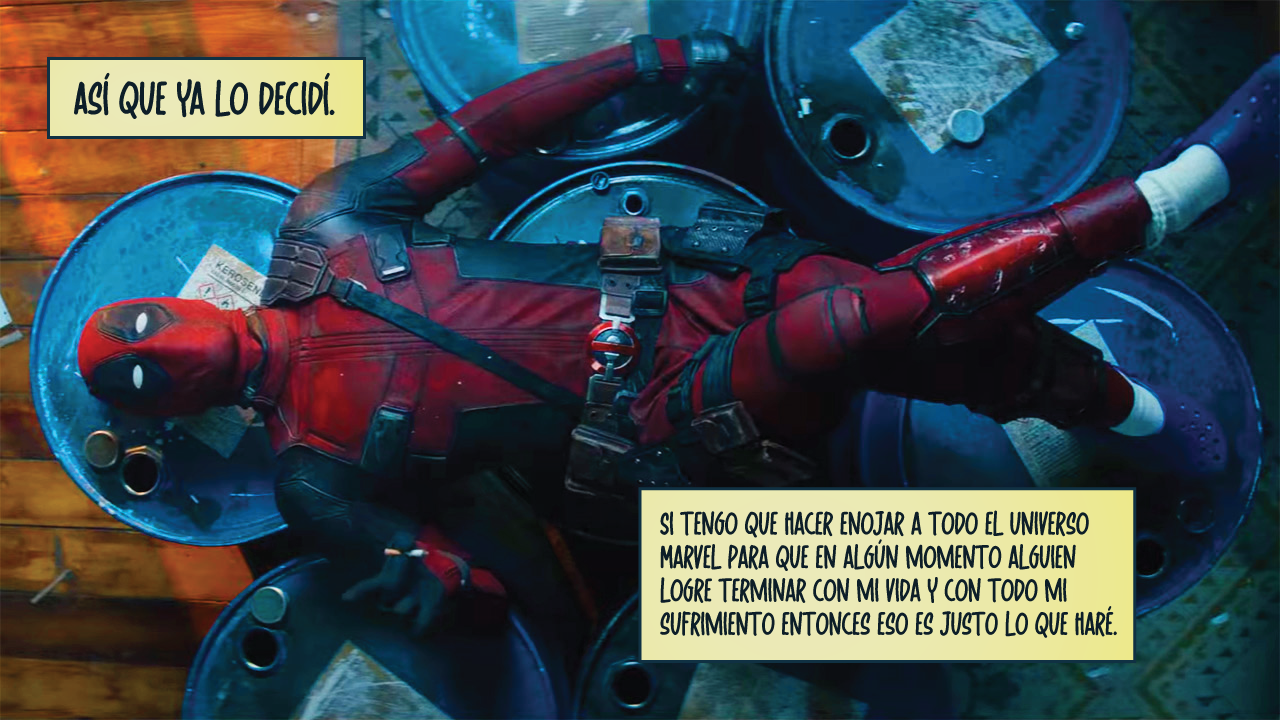 ASÍ QUE YA LO DECIDÍ.
KEROSEN
SI TENGO QUE HACER ENOJAR A TODO EL UNIVERSO
MARVEL PARA QUE EN ALGÚN MOMENTO ALGUIEN
LOGRE TERMINAR CON MI VIDA Y CON TODO MI
SUFRIMIENTO ENTONCES ESO ES JUSTO LO QUE HARÉ.